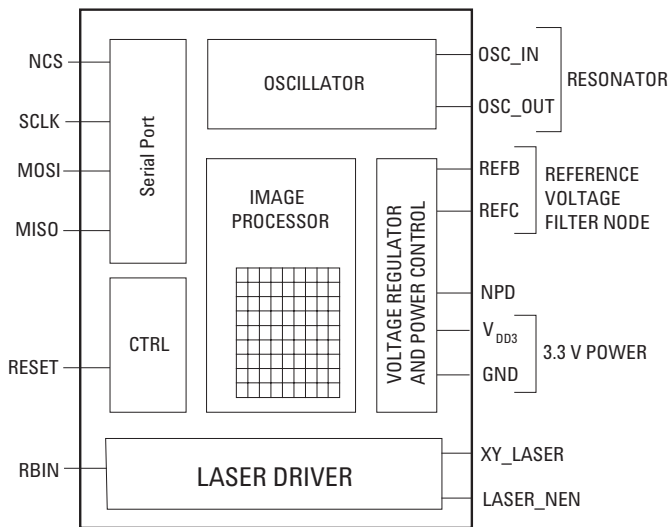 NCS
SCLK
MOSI
MISO
RESET
RBIN
Serial Port
OSCILLATOR
IMAGE
PROCESSOR
CTRL
VOLTAGE REGULATOR
AND POWER CONTROL
LASER DRIVER
OSC_IN
OSC_OUT
RESONATOR
REFB
REFC
REFERENCE
VOLTAGE
FILTER NODE
NPD
VDD3
GND
3.3 V POWER
XY_LASER
LASER_NEN